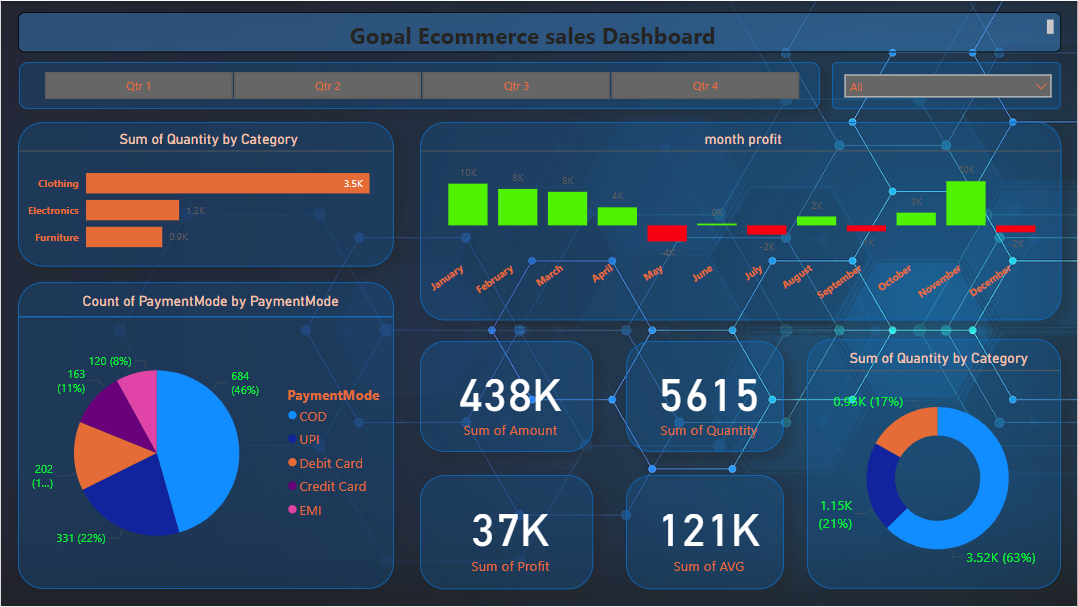 Gopal Ecommerce sales Dashboard
Qtr 1
Qtr 2
Qtr 3
Qtr 4
All
Sum of Quantity by Category
Clothing
3.5K
Electronics
1.2K
Furniture
0.9K
month profit
10K
8K
8K
4K
-4K
0K
-2K
2K
3K
10K
-2K
January
February
March
April
May
June
July
August
September
October
November
December
Count of PaymentMode by PaymentMode
120 (8%)
163
(11%)
684
(46%)
202
(1...)
331 (22%)
PaymentMode
COD
UPI
Debit Card
Credit Card
EMI
438K
Sum of Amount
5615
Sum of Quantity
37K
Sum of Profit
121K
Sum of AVG
Sum of Quantity by Category
0.95K (17%)
1.15K
(21%)
3.52K (63%)